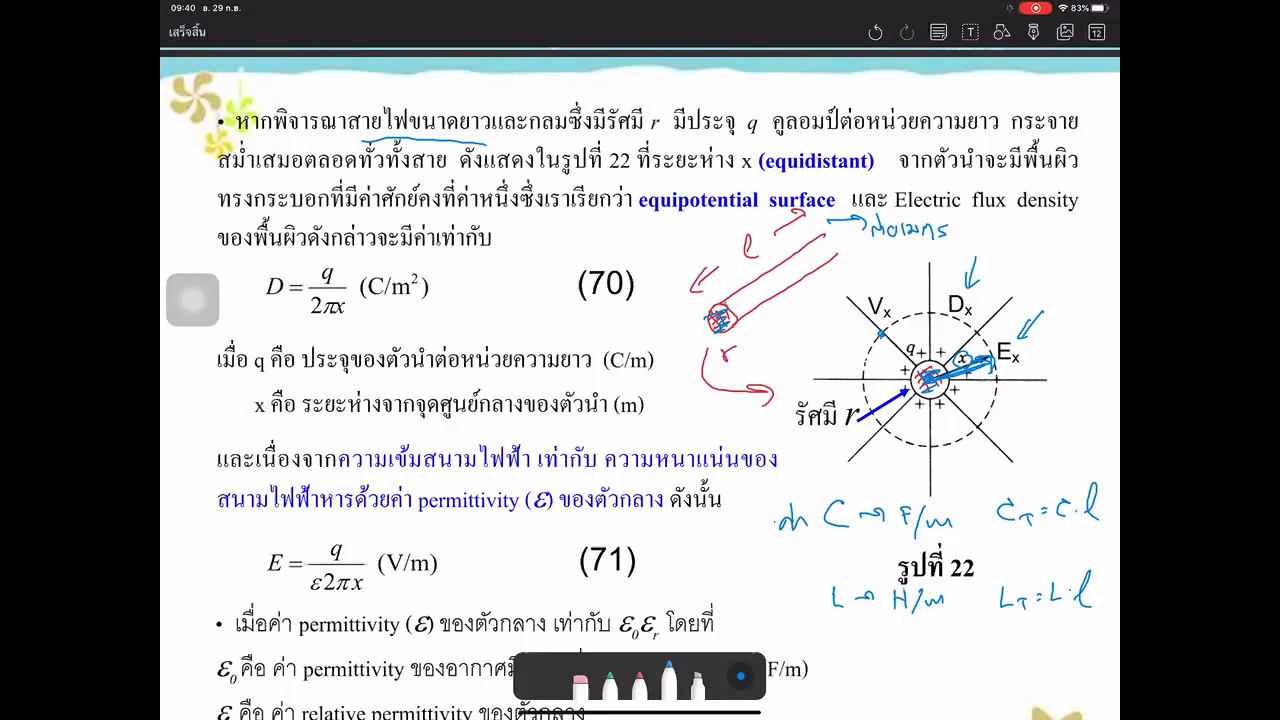 09:40 อ. 29 ก.ย.
83%
เสร็จสิ้น
T
12
• หากพิจารณาสายไฟขนาดยาวและกลมซึ่งมีรัศมี r มีประจุ q คูลอมป์ต่อหน่วยความยาว กระจาย
สม่ำเสมอตลอดทั่วทั้งสาย ดังแสดงในรูปที่ 22 ที่ระยะห่าง x (equidistant) จากตัวนำจะมีพื้นผิว
ทรงกระบอกที่มีค่าศักย์คงที่ค่าหนึ่งซึ่งเราเรียกว่า equipotential surface และ Electric flux density
ของพื้นผิวดังกล่าวจะมีค่าเท่ากับ
l
ต่อเมตร
D = q / 2πx (C/m²) (70)
r
Vx Dx
q x Ex
รัศมี r
เมื่อ q คือ ประจุของตัวนำต่อหน่วยความยาว (C/m)
x คือ ระยะห่างจากจุดศูนย์กลางของตัวนำ (m)
และเนื่องจากความเข้มสนามไฟฟ้า เท่ากับ ความหนาแน่นของ
สนามไฟฟ้าหารด้วยค่า permittivity (ε) ของตัวกลาง ดังนั้น
C → F/m C_T = C·l
E = q / ε2πx (V/m) (71)
รูปที่ 22
L → H/m L_T = L·l
• เมื่อค่า permittivity (ε) ของตัวกลาง เท่ากับ ε₀εr โดยที่
ε₀ คือ ค่า permittivity ของอากาศ F/m)
ε คือ ค่า relative permittivity ของตัวกลาง